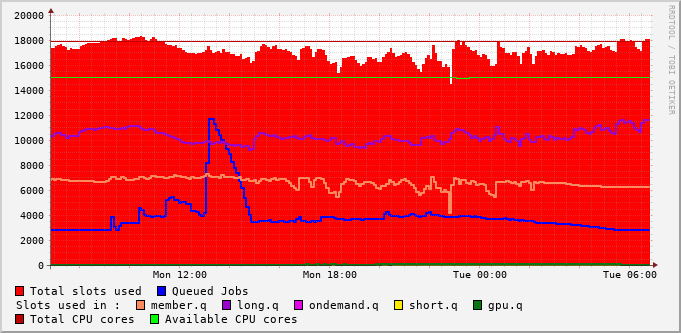 20000
18000
16000
14000
12000
10000
8000
6000
4000
2000
0
Mon 12:00 Mon 18:00 Tue 00:00 Tue 06:00
RRDTOOL / TOBI OETIKER
Total slots used Queued Jobs
Slots used in : member.q long.q ondemand.q short.q gpu.q
Total CPU cores Available CPU cores